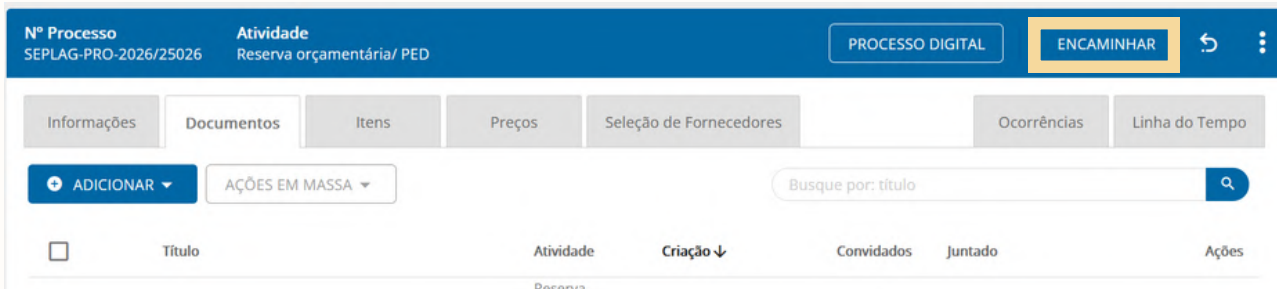 Nº Processo Atividade
SEPLAG-PRO-2026/25026 Reserva orçamentária/ PED PROCESSO DIGITAL ENCAMINHAR
Informações Documentos Itens Preços Seleção de Fornecedores Ocorrências Linha do Tempo
ADICIONAR AÇÕES EM MASSA Busque por: título
Título Atividade Criação Convidados Juntado Ações
Reserva